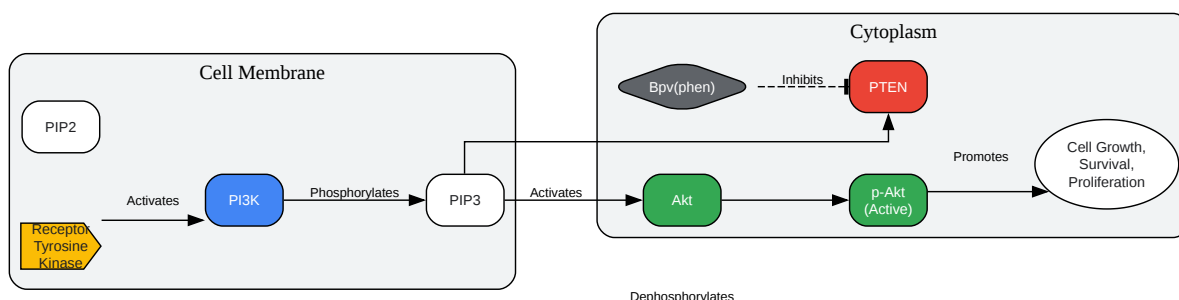 Cell Membrane
PIP2
Receptor
Tyrosine
Kinase
Activates
PI3K
Phosphorylates
PIP3
Activates
Cytoplasm
Bpv(phen)
Inhibits
PTEN
Akt
p-Akt
(Active)
Promotes
Cell Growth,
Survival,
Proliferation
Dephosphorylates